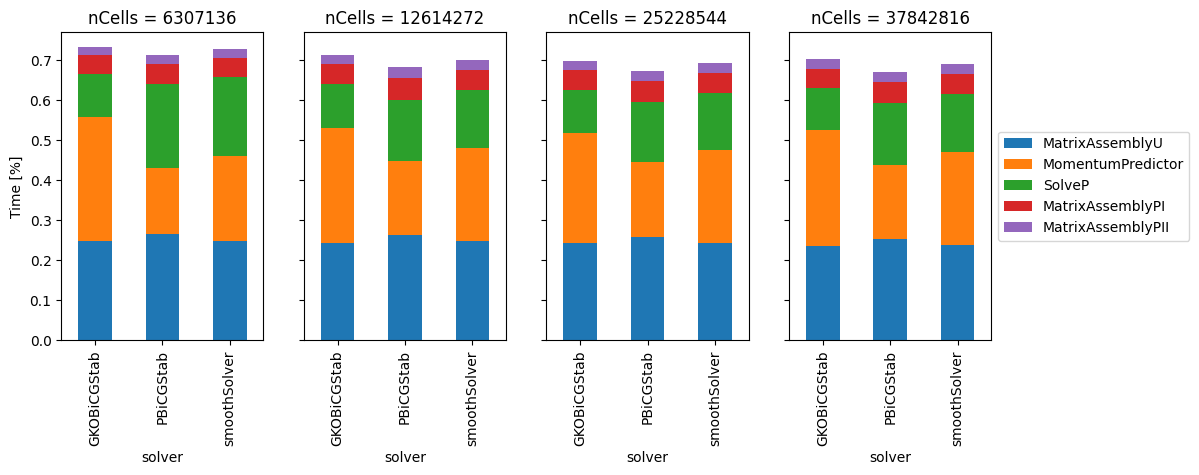 nCells = 6307136
nCells = 12614272
nCells = 25228544
nCells = 37842816
Time [%]
0.7
0.6
0.5
0.4
0.3
0.2
0.1
0.0
GKOBiCGStab
PBiCGStab
smoothSolver
solver
GKOBiCGStab
PBiCGStab
smoothSolver
solver
GKOBiCGStab
PBiCGStab
smoothSolver
solver
GKOBiCGStab
PBiCGStab
smoothSolver
solver
MatrixAssemblyU
MomentumPredictor
SolveP
MatrixAssemblyPI
MatrixAssemblyPII